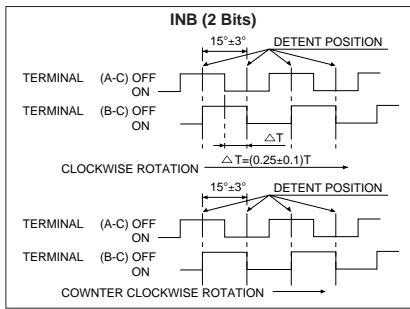 INB (2 Bits)
15°±3° DETENT POSITION
TERMINAL (A-C) OFF
ON
TERMINAL (B-C) OFF
ON
△T
△T=(0.25±0.1)T
CLOCKWISE ROTATION
15°±3° DETENT POSITION
TERMINAL (A-C) OFF
ON
TERMINAL (B-C) OFF
ON
COWNTER CLOCKWISE ROTATION